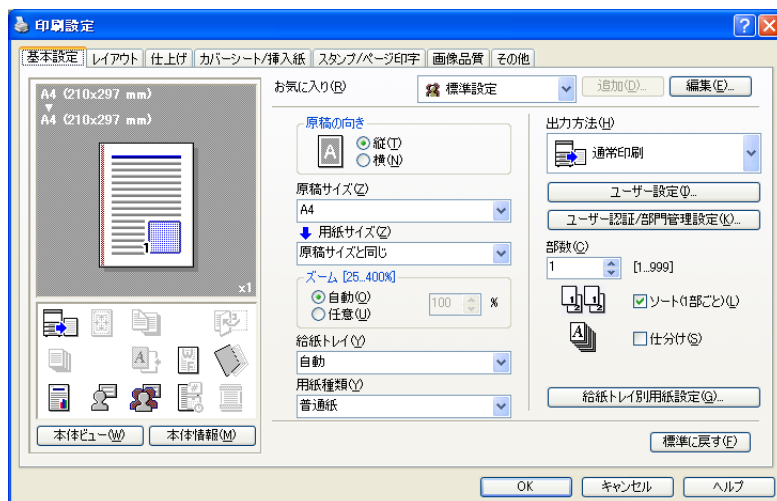 印刷設定
基本設定 レイアウト 仕上げ カバーシート/挿入紙 スタンプ/ページ印字 画像品質 その他
A4 (210x297 mm)
A4 (210x297 mm)
1
x1
本体ビュー(W) 本体情報(M)
お気に入り(R) 標準設定 追加(D)... 編集(E)...
原稿の向き
A
縦(T)
横(N)
原稿サイズ(Z)
A4
用紙サイズ(Z)
原稿サイズと同じ
ズーム [25...400%]
自動(O)
任意(U)
100 %
給紙トレイ(Y)
自動
用紙種類(Y)
普通紙
出力方法(H)
通常印刷
ユーザー設定(I)...
ユーザー認証/部門管理設定(K)...
部数(C)
1 [1...999]
ソート(1部ごと)(L)
仕分け(S)
給紙トレイ別用紙設定(G)...
標準に戻す(F)
OK キャンセル ヘルプ